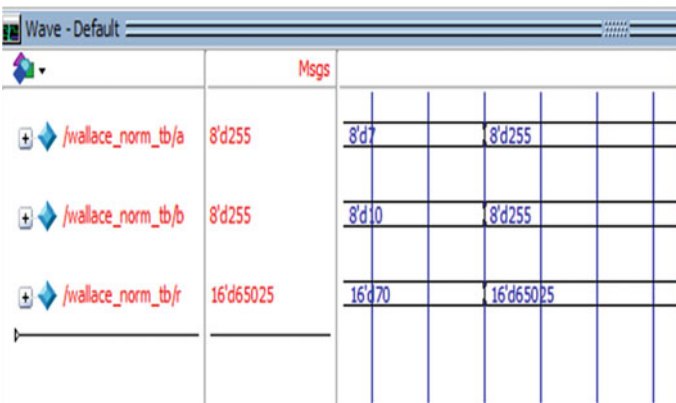 Wave - Default
Msgs
/wallace_norm_tb/a 8'd255 8'd7 8'd255
/wallace_norm_tb/b 8'd255 8'd10 8'd255
/wallace_norm_tb/r 16'd65025 16'd70 16'd65025